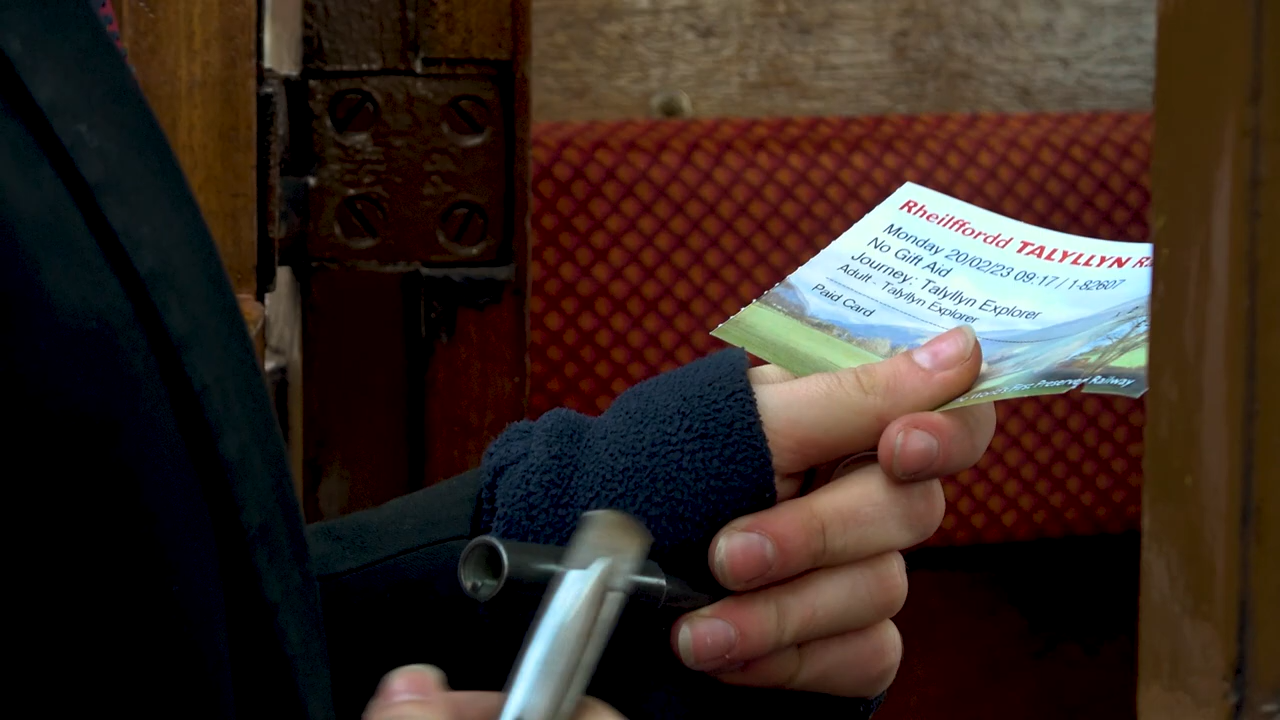 Rheilffordd TALYLLYN R
Monday 20/02/23 09:17 / 1-82607
No Gift Aid
Journey: Talyllyn Explorer
Adult - Talyllyn Explorer
Paid Card
World's First Preserved Railway